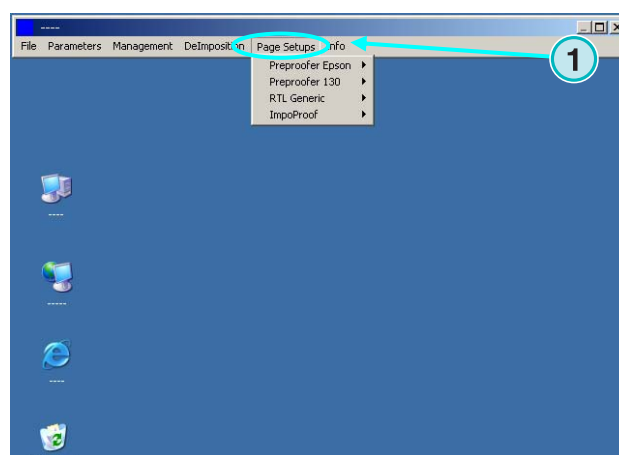 ----
File Parameters Management DeImposition Page Setups Info
1
Preproofer Epson
Preproofer 130
RTL Generic
ImpoProof
----
-----
----